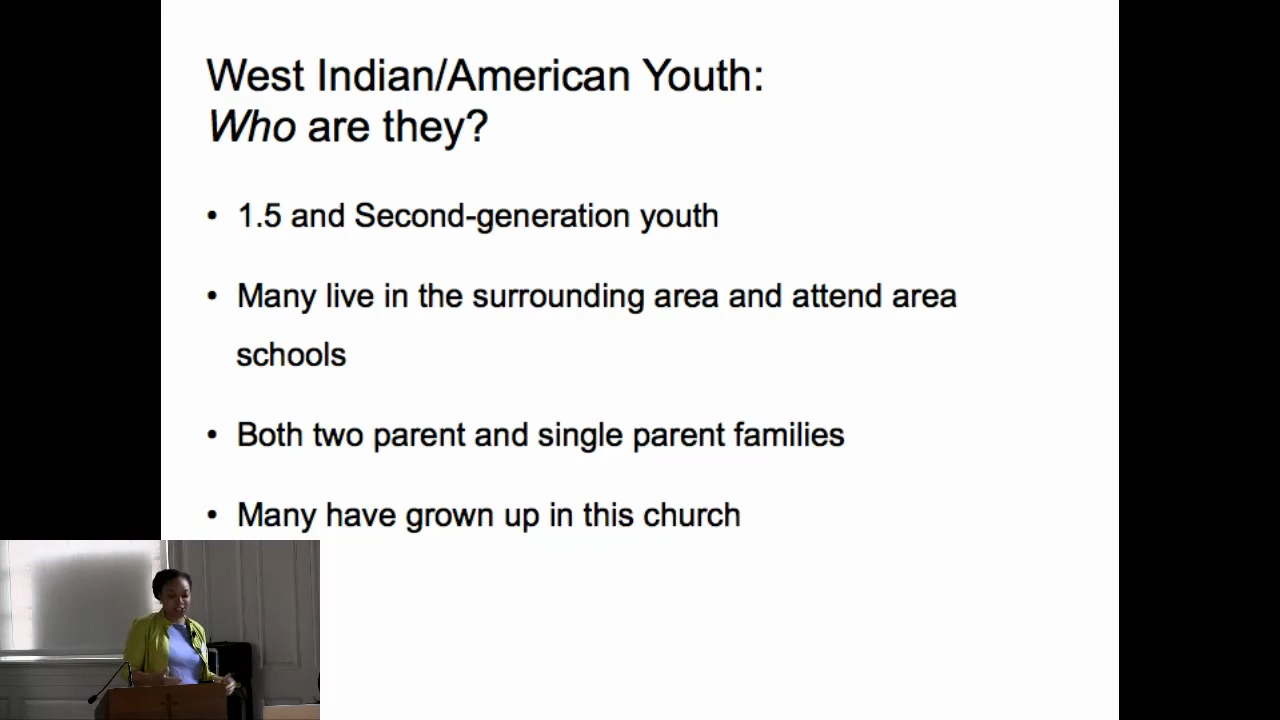 West Indian/American Youth:
Who are they?
• 1.5 and Second-generation youth
• Many live in the surrounding area and attend area
schools
• Both two parent and single parent families
• Many have grown up in this church